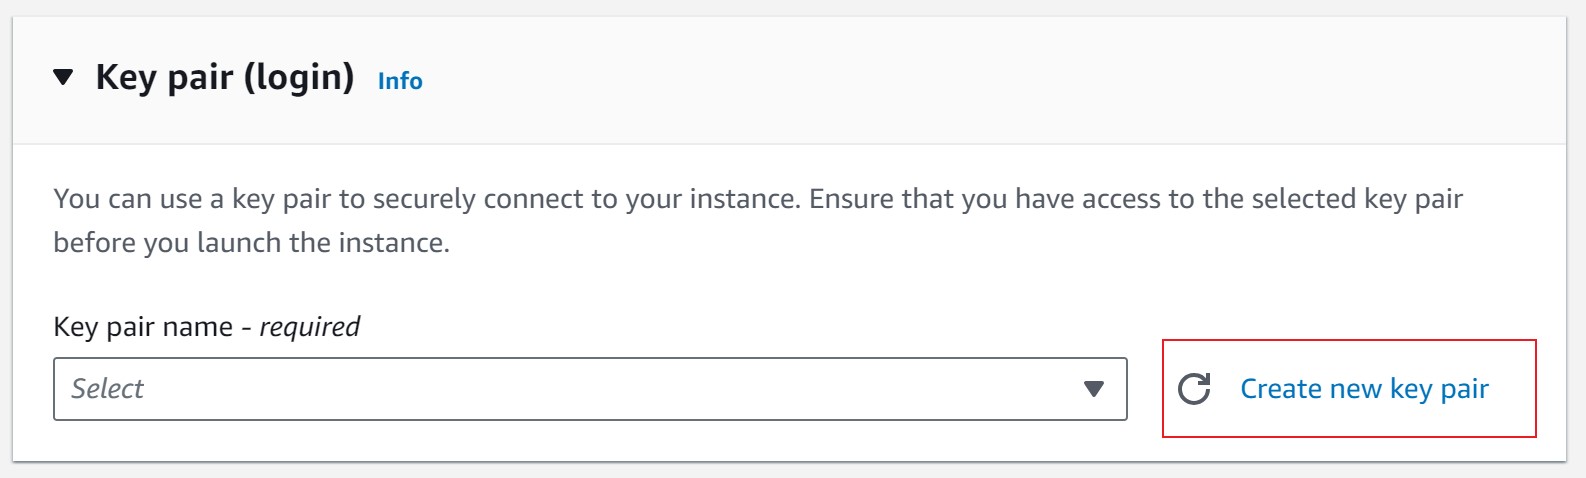 Key pair (login) Info
You can use a key pair to securely connect to your instance. Ensure that you have access to the selected key pair
before you launch the instance.
Key pair name - required
Select
Create new key pair